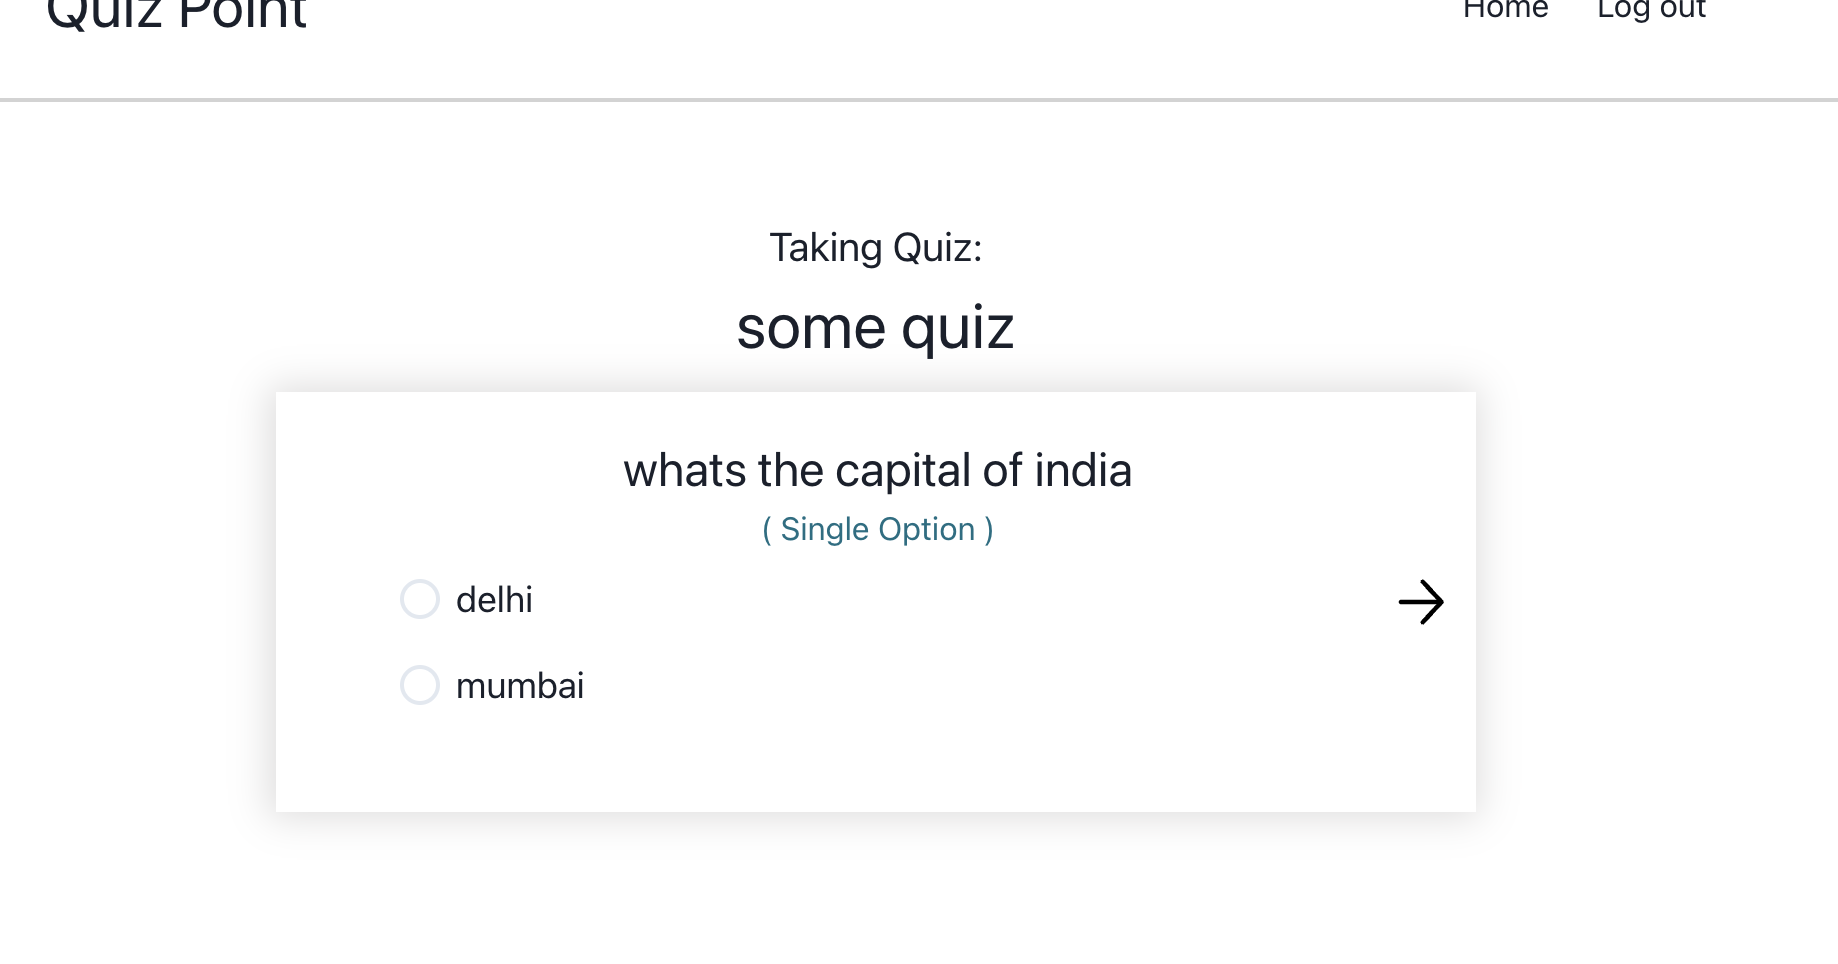 Quiz Point
Home Log out
Taking Quiz:
some quiz
whats the capital of india
( Single Option )
delhi
mumbai